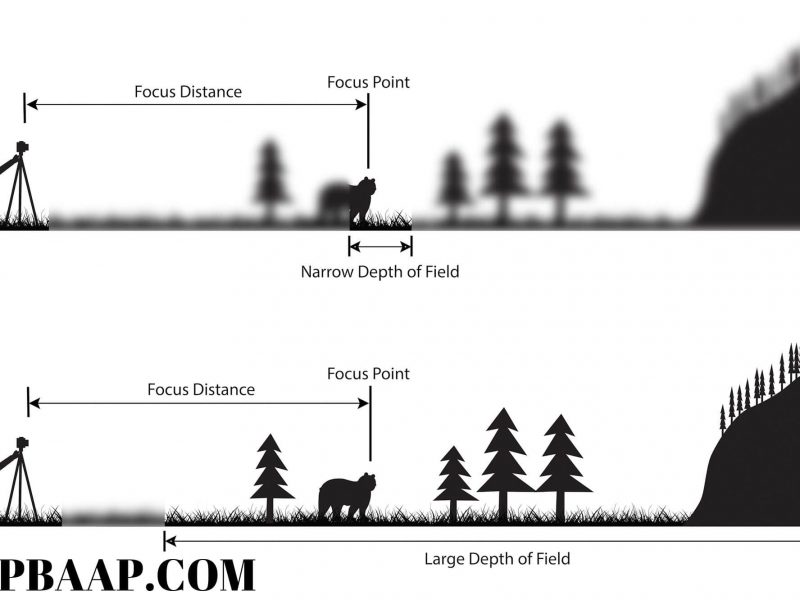 Focus Point
Focus Distance
Narrow Depth of Field
Focus Point
Focus Distance
Large Depth of Field
PBAAP.COM